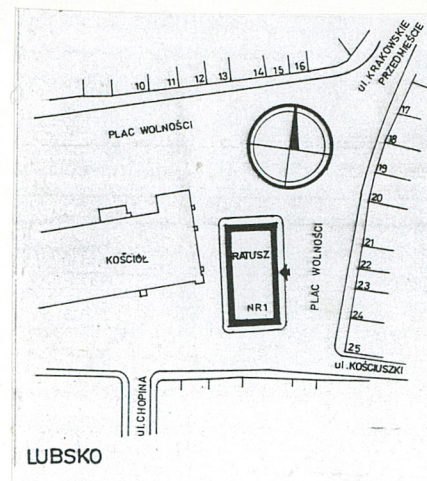 ul. KRAKOWSKIE
PRZEDMIEŚCIE
10
11
12
13
14
15
16
PLAC WOLNOŚCI
17
18
19
20
KOŚCIÓŁ
RATUSZ
NR 1
PLAC WOLNOŚCI
21
22
23
24
25
ul. KOŚCIUSZKI
ul. CHOPINA
LUBSKO